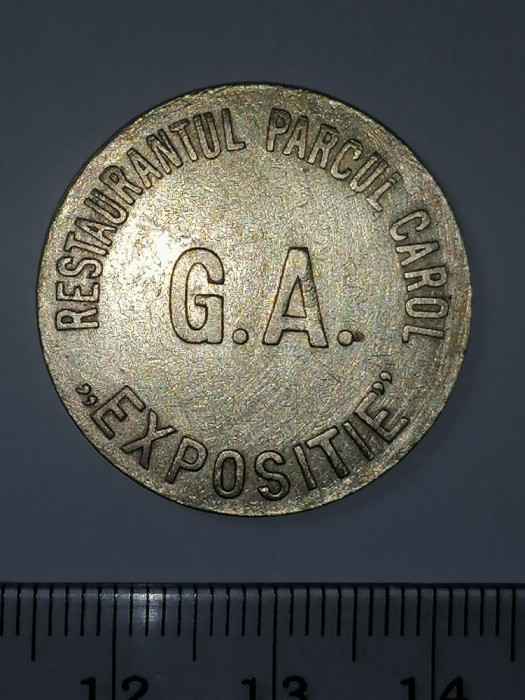 RESTAURANTUL PARCUL CAROL
G.A.
„EXPOSITIE”
12 13 14